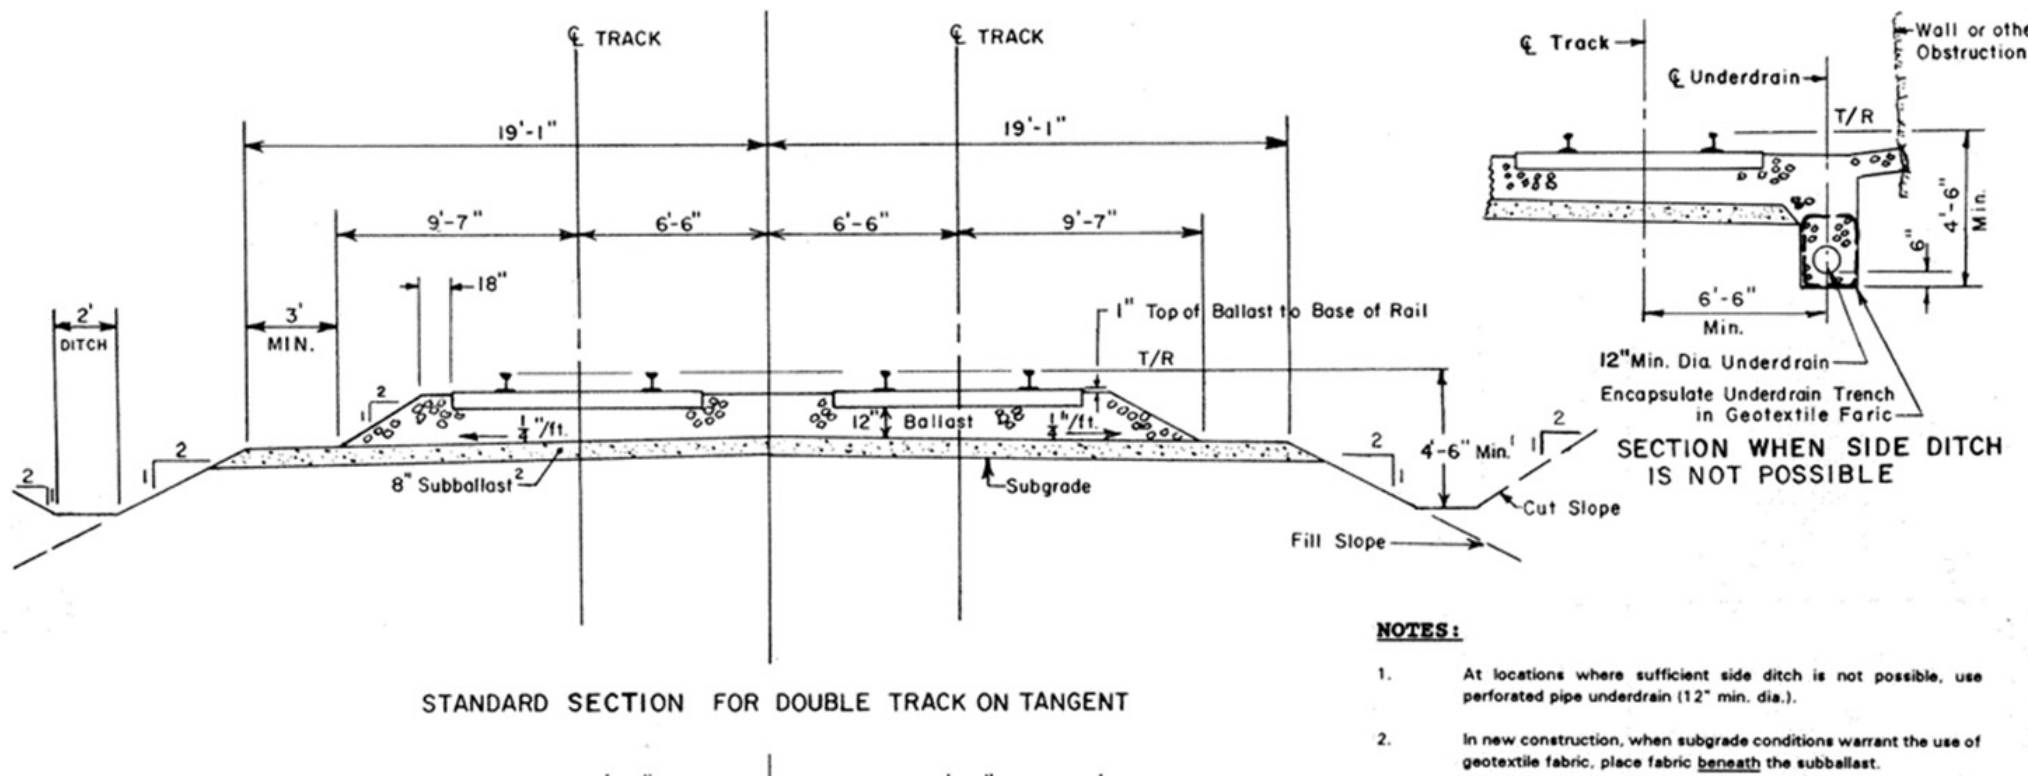 ℄ TRACK
℄ TRACK
19'-1"
19'-1"
9'-7"
6'-6"
6'-6"
9'-7"
18"
2'
DITCH
3'
MIN.
1" Top of Ballast to Base of Rail
T/R
2
1
1/4"/ft.
12" Ballast
1/4"/ft.
2
1
2
1
8" Subballast 2
Subgrade
4'-6" Min. 1
2
1
2
1
Cut Slope
Fill Slope
STANDARD SECTION FOR DOUBLE TRACK ON TANGENT
℄ Track
Wall or othe
Obstruction
℄ Underdrain
T/R
4'-6"
Min.
6"
6'-6"
Min.
12" Min. Dia. Underdrain
Encapsulate Underdrain Trench
in Geotextile Faric
SECTION WHEN SIDE DITCH
IS NOT POSSIBLE
NOTES:
1. At locations where sufficient side ditch is not possible, use
perforated pipe underdrain (12" min. dia.).
2. In new construction, when subgrade conditions warrant the use of
geotextile fabric, place fabric beneath the subballast.